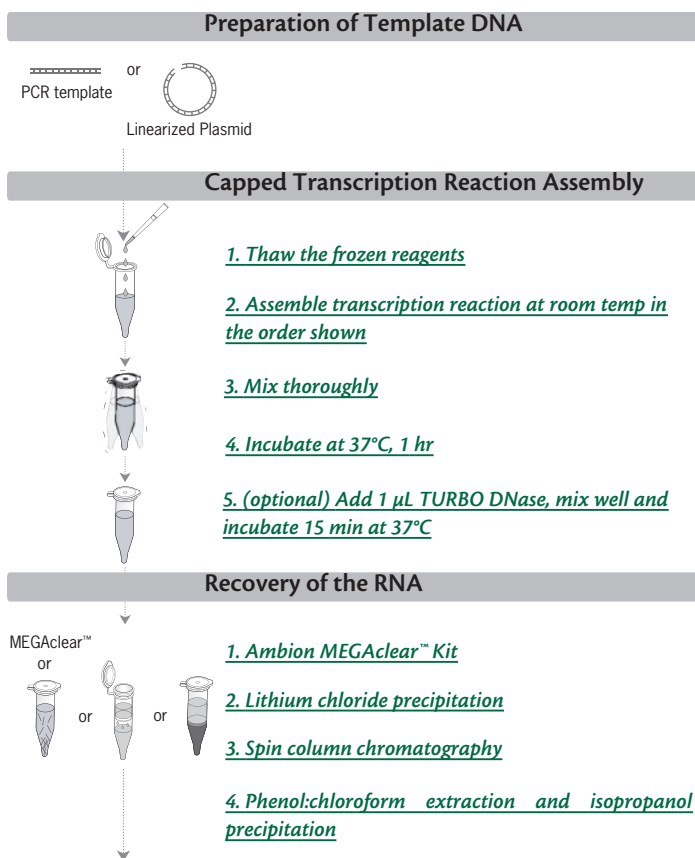 Preparation of Template DNA
or
PCR template
Linearized Plasmid
Capped Transcription Reaction Assembly
1. Thaw the frozen reagents
2. Assemble transcription reaction at room temp in
the order shown
3. Mix thoroughly
4. Incubate at 37°C, 1 hr
5. (optional) Add 1 µL TURBO DNase, mix well and
incubate 15 min at 37°C
Recovery of the RNA
MEGAclear™
or
or
or
1. Ambion MEGAclear™ Kit
2. Lithium chloride precipitation
3. Spin column chromatography
4. Phenol:chloroform extraction and isopropanol
precipitation